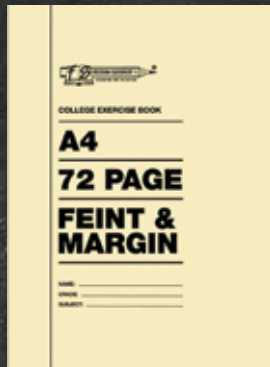 COLLEGE EXERCISE BOOK
A4
72 PAGE
FEINT &
MARGIN
NAME:
GRADE:
SUBJECT: